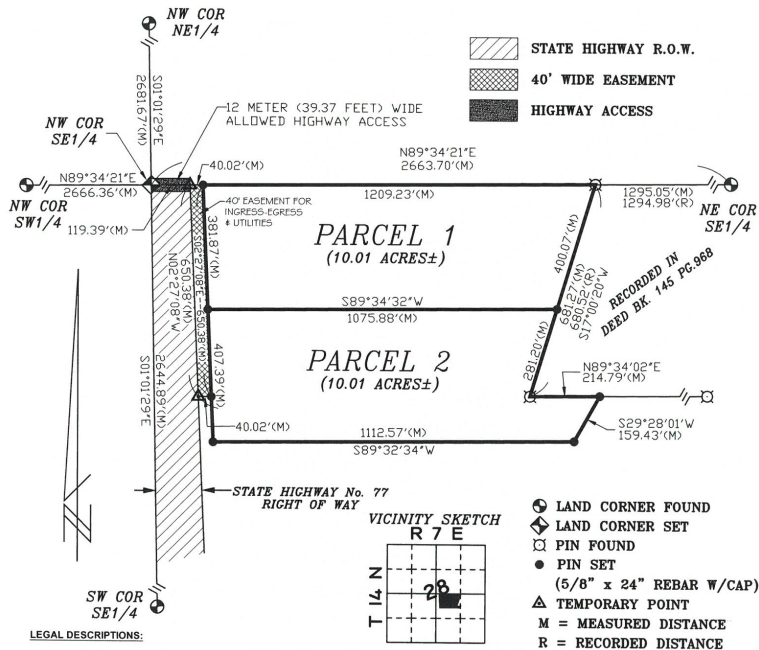 NW COR
NE1/4
S01°01'29"E
2681.67'(M)
STATE HIGHWAY R.O.W.
40' WIDE EASEMENT
HIGHWAY ACCESS
12 METER (39.37 FEET) WIDE
ALLOWED HIGHWAY ACCESS
NW COR
SE1/4
N89°34'21"E
2666.36'(M)
NW COR
SW1/4
119.39'(M)
40.02'(M)
N89°34'21"E
2663.70'(M)
1209.23'(M)
1295.05'(M)
1294.98'(R)
NE COR
SE1/4
40' EASEMENT FOR
INGRESS-EGRESS
& UTILITIES
381.87'(M)
PARCEL 1
(10.01 ACRES±)
400.07'(M)
681.27'(M)
680.52'(R)
S17°00'20"W
RECORDED IN
DEED BK. 145 PG.968
S02°27'08"E--650.38'(M)
650.38'(M)
N02°27'08"W
S89°34'32"W
1075.88'(M)
407.39'(M)
PARCEL 2
(10.01 ACRES±)
281.20'(M)
N89°34'02"E
214.79'(M)
S01°01'29"E
2644.89'(M)
40.02'(M)
1112.57'(M)
S89°32'34"W
S29°28'01'W
159.43'(M)
STATE HIGHWAY No. 77
RIGHT OF WAY
N
VICINITY SKETCH
R 7 E
T 14 N
28
LAND CORNER FOUND
LAND CORNER SET
PIN FOUND
PIN SET
(5/8" x 24" REBAR W/CAP)
TEMPORARY POINT
M = MEASURED DISTANCE
R = RECORDED DISTANCE
SW COR
SE1/4
LEGAL DESCRIPTIONS: